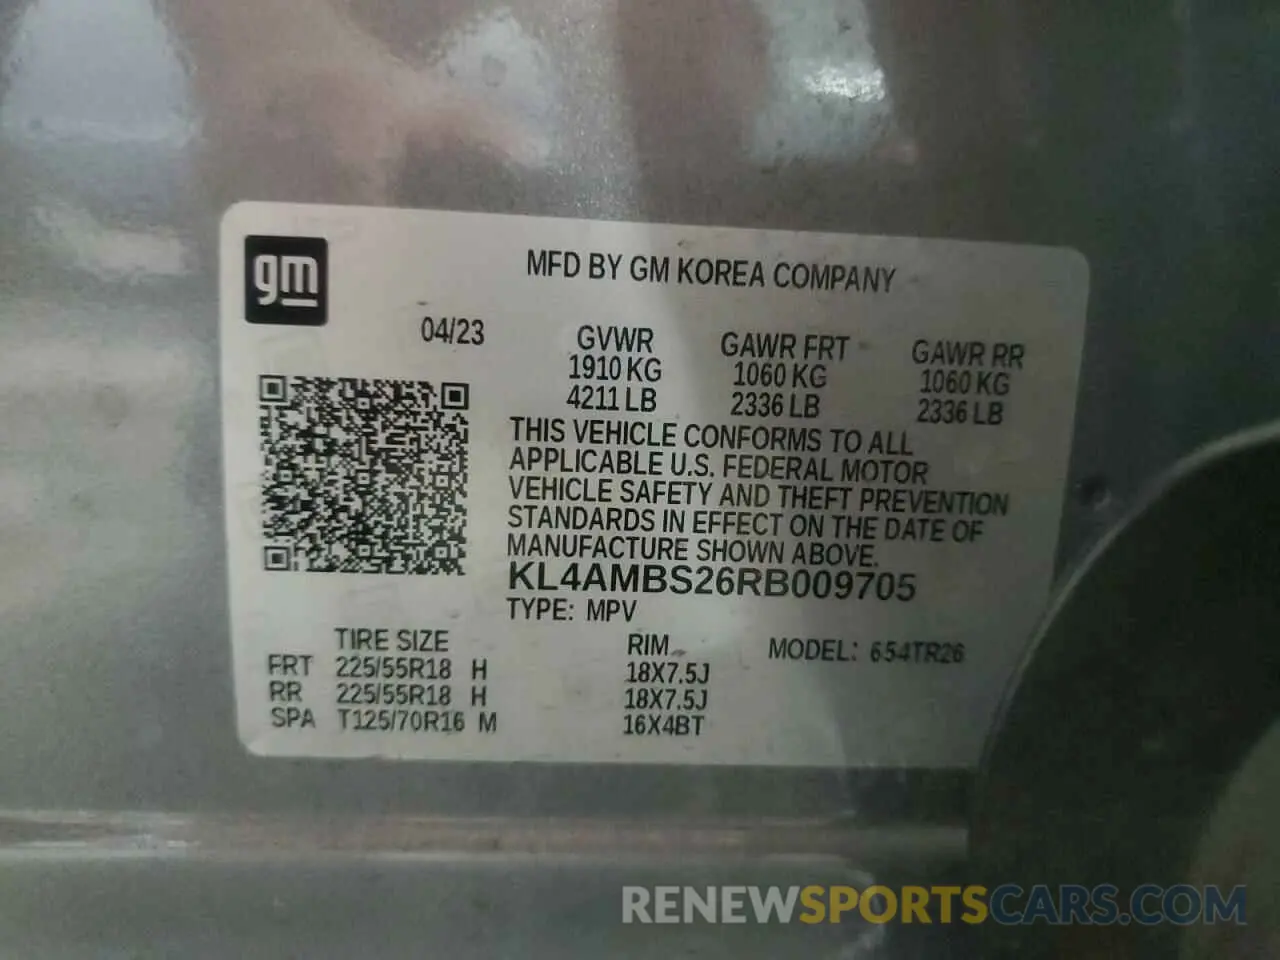 gm
MFD BY GM KOREA COMPANY
04/23 GVWR GAWR FRT GAWR RR
1910 KG 1060 KG 1060 KG
4211 LB 2336 LB 2336 LB
THIS VEHICLE CONFORMS TO ALL
APPLICABLE U.S. FEDERAL MOTOR
VEHICLE SAFETY AND THEFT PREVENTION
STANDARDS IN EFFECT ON THE DATE OF
MANUFACTURE SHOWN ABOVE.
KL4AMBS26RB009705
TYPE: MPV
TIRE SIZE RIM MODEL: 654TR26
FRT 225/55R18 H 18X7.5J
RR 225/55R18 H 18X7.5J
SPA T125/70R16 M 16X4BT
RENEWSPORTSCARS.COM